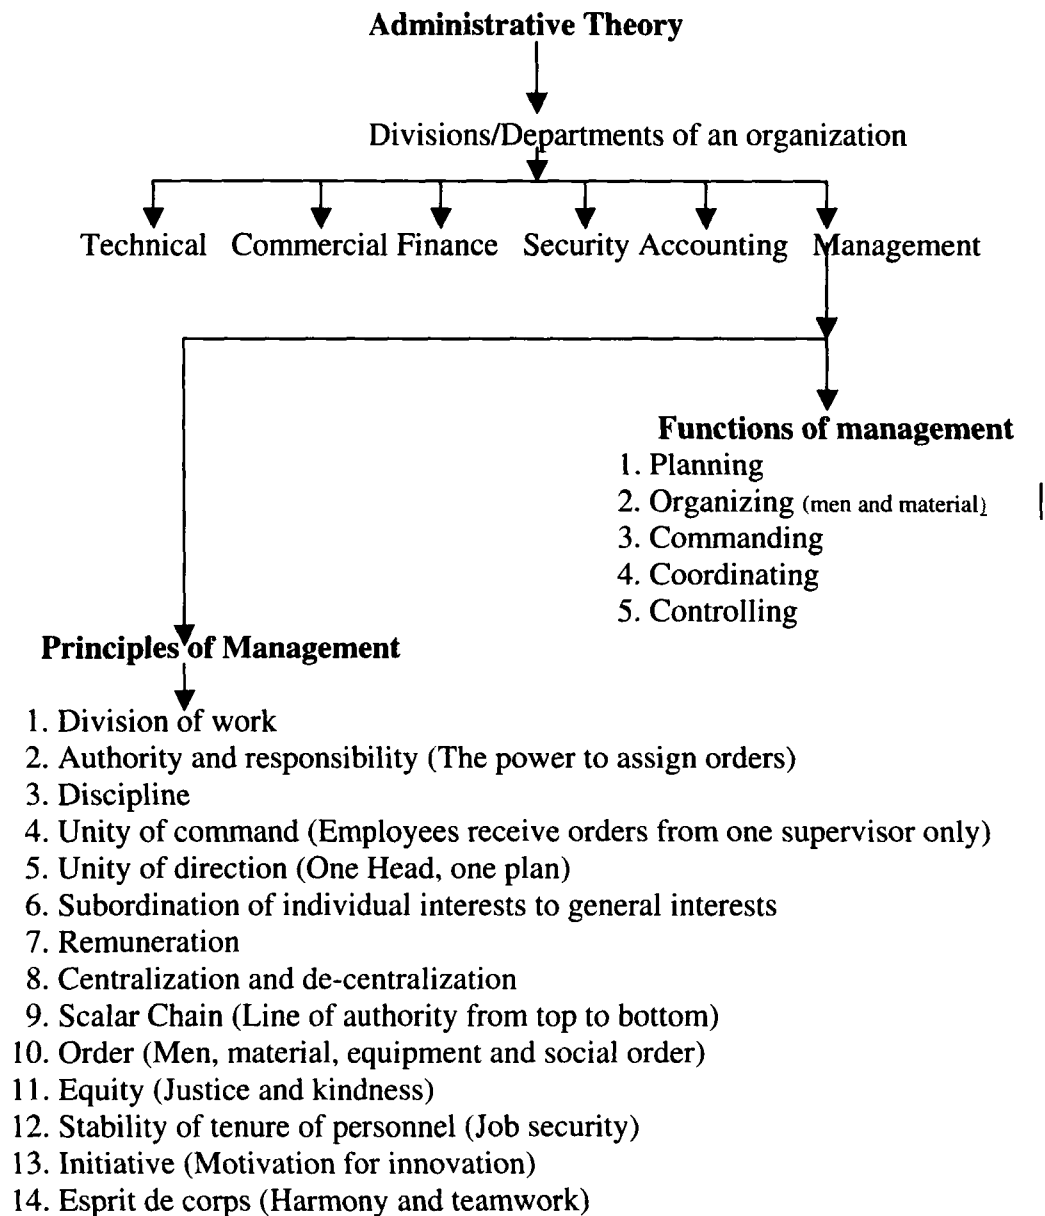 Administrative Theory
Divisions/Departments of an organization
Technical Commercial Finance Security Accounting Management
Functions of management
1. Planning
2. Organizing (men and material)
3. Commanding
4. Coordinating
5. Controlling
Principles of Management
1. Division of work
2. Authority and responsibility (The power to assign orders)
3. Discipline
4. Unity of command (Employees receive orders from one supervisor only)
5. Unity of direction (One Head, one plan)
6. Subordination of individual interests to general interests
7. Remuneration
8. Centralization and de-centralization
9. Scalar Chain (Line of authority from top to bottom)
10. Order (Men, material, equipment and social order)
11. Equity (Justice and kindness)
12. Stability of tenure of personnel (Job security)
13. Initiative (Motivation for innovation)
14. Esprit de corps (Harmony and teamwork)